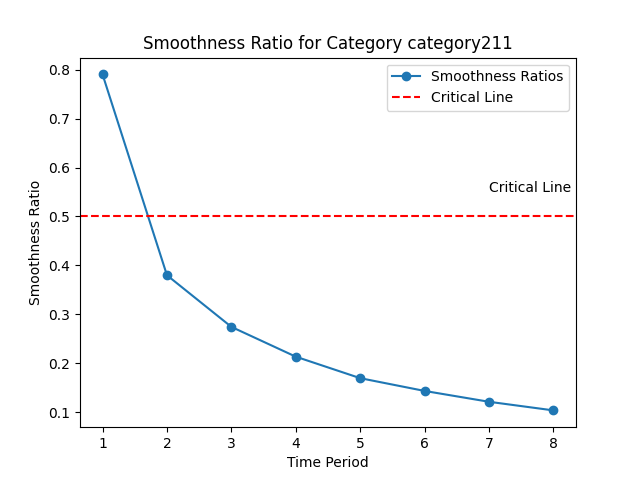 Smoothness Ratio for Category category211
Smoothness Ratios
Critical Line
Critical Line
Smoothness Ratio
0.8
0.7
0.6
0.5
0.4
0.3
0.2
0.1
1 2 3 4 5 6 7 8
Time Period